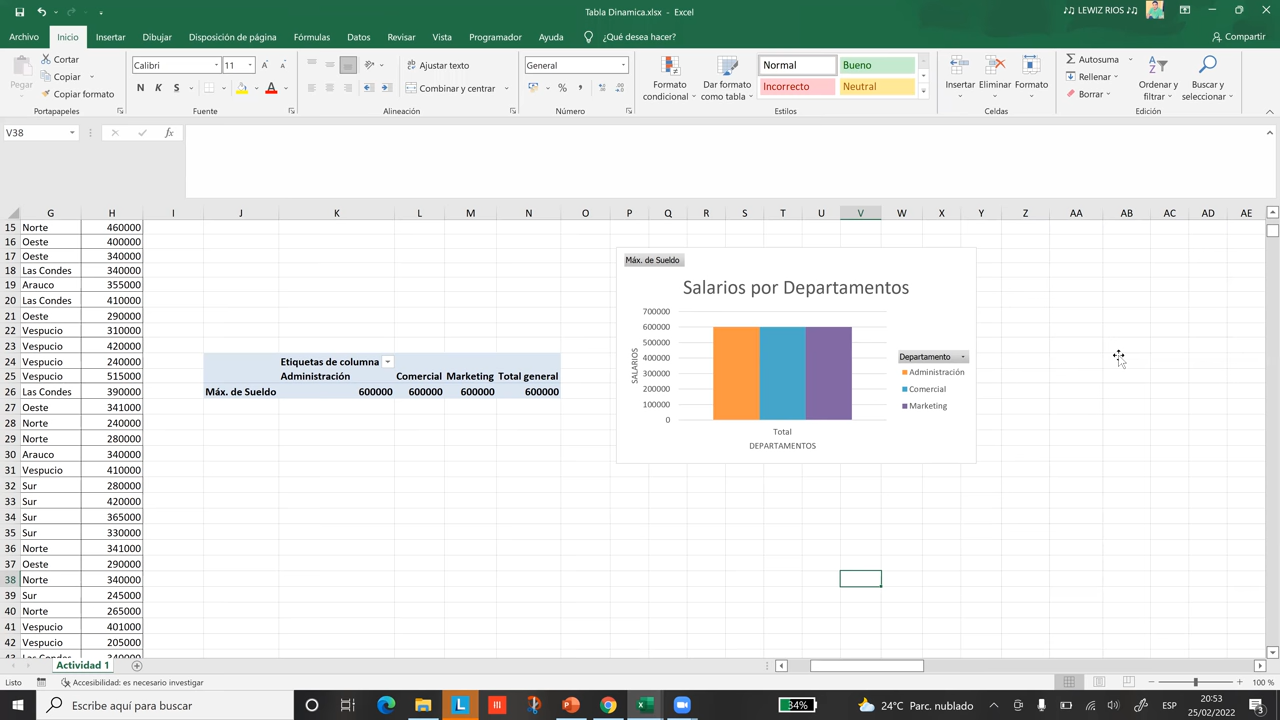 Tabla Dinamica.xlsx - Excel
♫ LEWIZ RIOS ♫
Archivo Inicio Insertar Dibujar Disposición de página Fórmulas Datos Revisar Vista Programador Ayuda ¿Qué desea hacer? Compartir
Pegar
Cortar
Copiar
Copiar formato
Portapapeles
Calibri 11
N K S
Fuente
Ajustar texto
Combinar y centrar
Alineación
General
Número
Formato condicional
Dar formato como tabla
Normal Bueno
Incorrecto Neutral
Estilos
Insertar Eliminar Formato
Celdas
Autosuma
Rellenar
Borrar
Ordenar y filtrar
Buscar y seleccionar
Edición
V38 fx
G H I J K L M N O P Q R S T U V W X Y Z AA AB AC AD AE
15 Norte 460000
16 Oeste 400000
17 Oeste 340000
18 Las Condes 340000
19 Arauco 355000
20 Las Condes 410000
21 Oeste 290000
22 Vespucio 310000
23 Vespucio 420000
24 Vespucio 240000 Etiquetas de columna
25 Vespucio 515000 Administración Comercial Marketing Total general
26 Las Condes 390000 Máx. de Sueldo 600000 600000 600000 600000
27 Oeste 341000
28 Norte 240000
29 Norte 280000
30 Arauco 340000
31 Vespucio 410000
32 Sur 280000
33 Sur 420000
34 Sur 365000
35 Sur 330000
36 Norte 341000
37 Oeste 290000
38 Norte 340000
39 Sur 245000
40 Norte 265000
41 Vespucio 401000
42 Vespucio 205000
Máx. de Sueldo
Salarios por Departamentos
SALARIOS
700000
600000
500000
400000
300000
200000
100000
0
Total
DEPARTAMENTOS
Departamento
Administración
Comercial
Marketing
Actividad 1
Listo Accesibilidad: es necesario investigar 100 %
Escribe aquí para buscar
34%
24°C Parc. nublado
ESP
20:53
25/02/2022
3